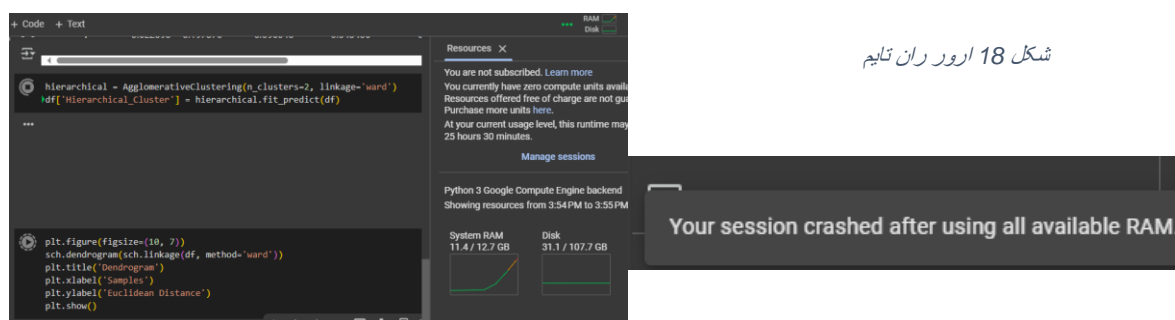 + Code + Text
RAM
Disk
hierarchical = AgglomerativeClustering(n_clusters=2, linkage='ward')
df['Hierarchical_Cluster'] = hierarchical.fit_predict(df)
plt.figure(figsize=(10, 7))
sch.dendrogram(sch.linkage(df, method='ward'))
plt.title('Dendrogram')
plt.xlabel('Samples')
plt.ylabel('Euclidean Distance')
plt.show()
Resources
You are not subscribed. Learn more
You currently have zero compute units
Resources offered free of charge are not
Purchase more units here.
At your current usage level, this runtime may
25 hours 30 minutes.
Manage sessions
Python 3 Google Compute Engine backend
Showing resources from 3:54 PM to 3:55 PM
System RAM
11.4 / 12.7 GB
Disk
31.1 / 107.7 GB
شکل 18 ارور ران تایم
Your session crashed after using all available RAM.